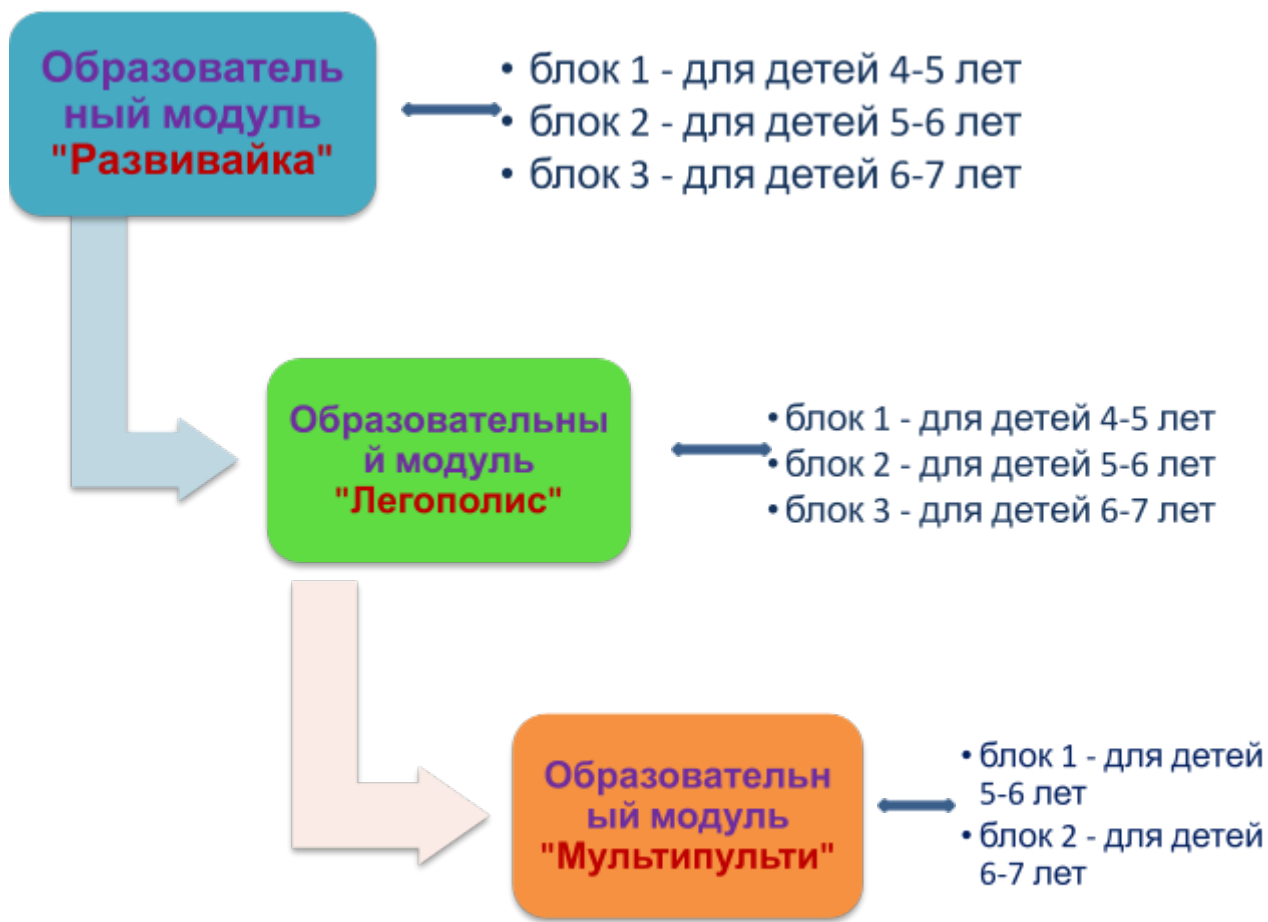 Образователь
ный модуль
"Развивайка"
• блок 1 - для детей 4-5 лет
• блок 2 - для детей 5-6 лет
• блок 3 - для детей 6-7 лет
Образовательны
й модуль
"Легополис"
• блок 1 - для детей 4-5 лет
• блок 2 - для детей 5-6 лет
• блок 3 - для детей 6-7 лет
Образовательн
ый модуль
"Мультипульти"
• блок 1 - для детей
5-6 лет
• блок 2 - для детей
6-7 лет